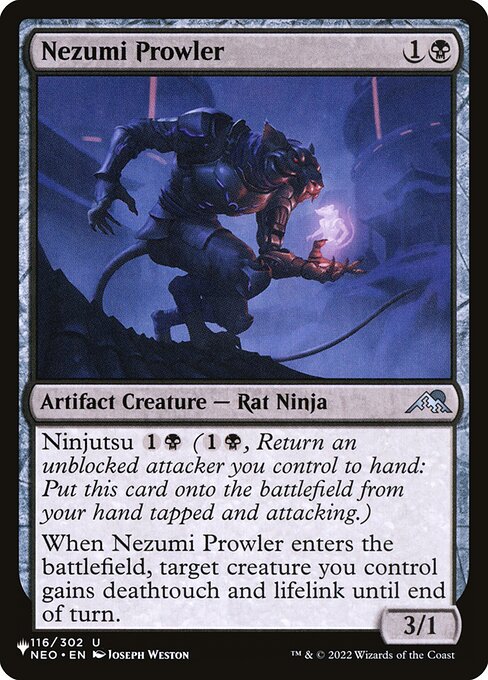 Nezumi Prowler 1
Artifact Creature — Rat Ninja
Ninjutsu 1 (1, Return an
unblocked attacker you control to hand:
Put this card onto the battlefield from
your hand tapped and attacking.)
When Nezumi Prowler enters the
battlefield, target creature you control
gains deathtouch and lifelink until end
of turn.
3/1
116/302 U
NEO • EN Joseph Weston
™ & © 2022 Wizards of the Coast